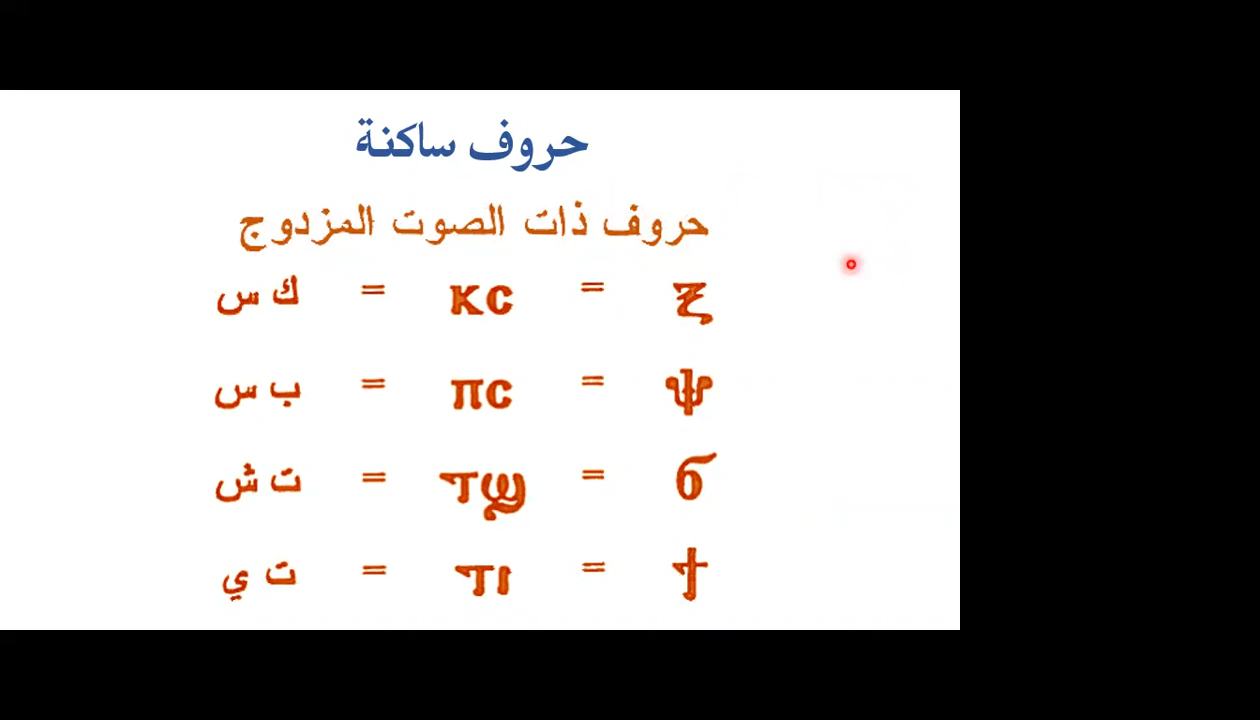 حروف ساكنة
حروف ذات الصوت المزدوج
ⲝ = ⲕⲥ = ك س
ⲯ = ⲡⲥ = ب س
ϭ = ⲧϣ = ت ش
ϯ = ⲧⲓ = ت ي